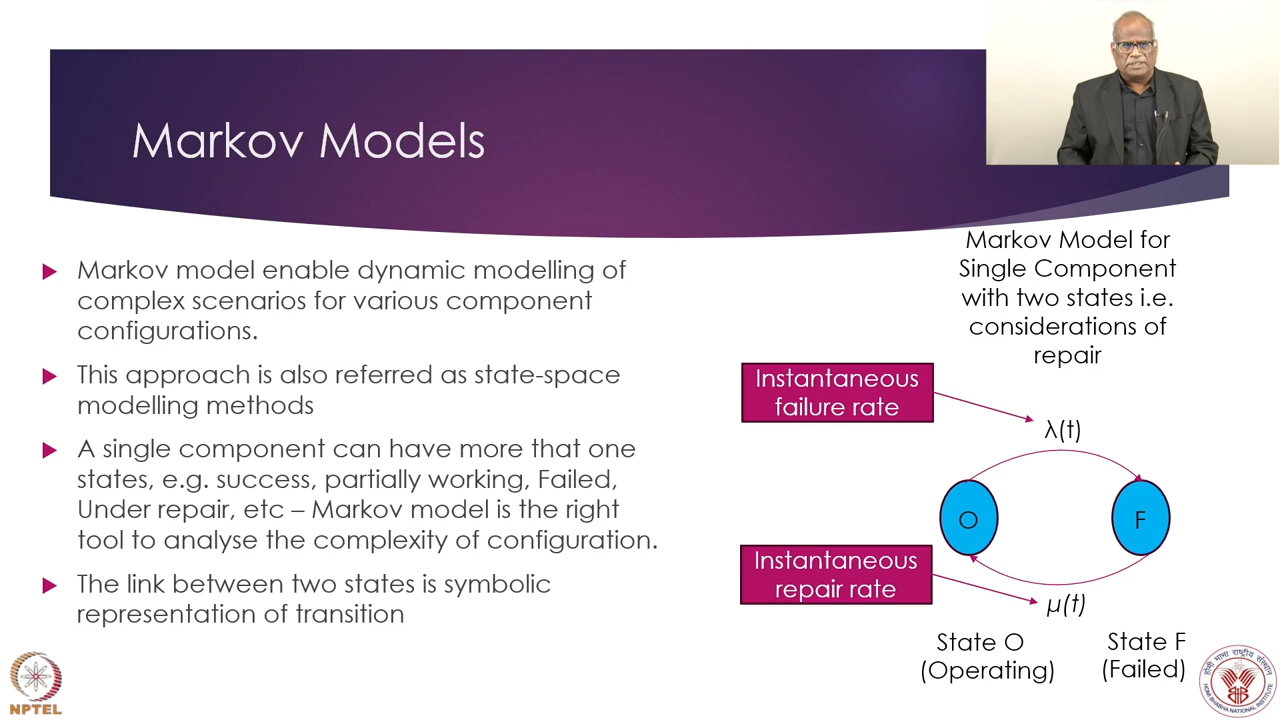 Markov Models
Markov model enable dynamic modelling of
complex scenarios for various component
configurations.
This approach is also referred as state-space
modelling methods
A single component can have more that one
states, e.g. success, partially working, Failed,
Under repair, etc – Markov model is the right
tool to analyse the complexity of configuration.
The link between two states is symbolic
representation of transition
Markov Model for
Single Component
with two states i.e.
considerations of
repair
Instantaneous
failure rate
λ(t)
O
F
Instantaneous
repair rate
μ(t)
State O
(Operating)
State F
(Failed)
NPTEL
होमी भाभा राष्ट्रीय संस्थान
HOMI BHABHA NATIONAL INSTITUTE